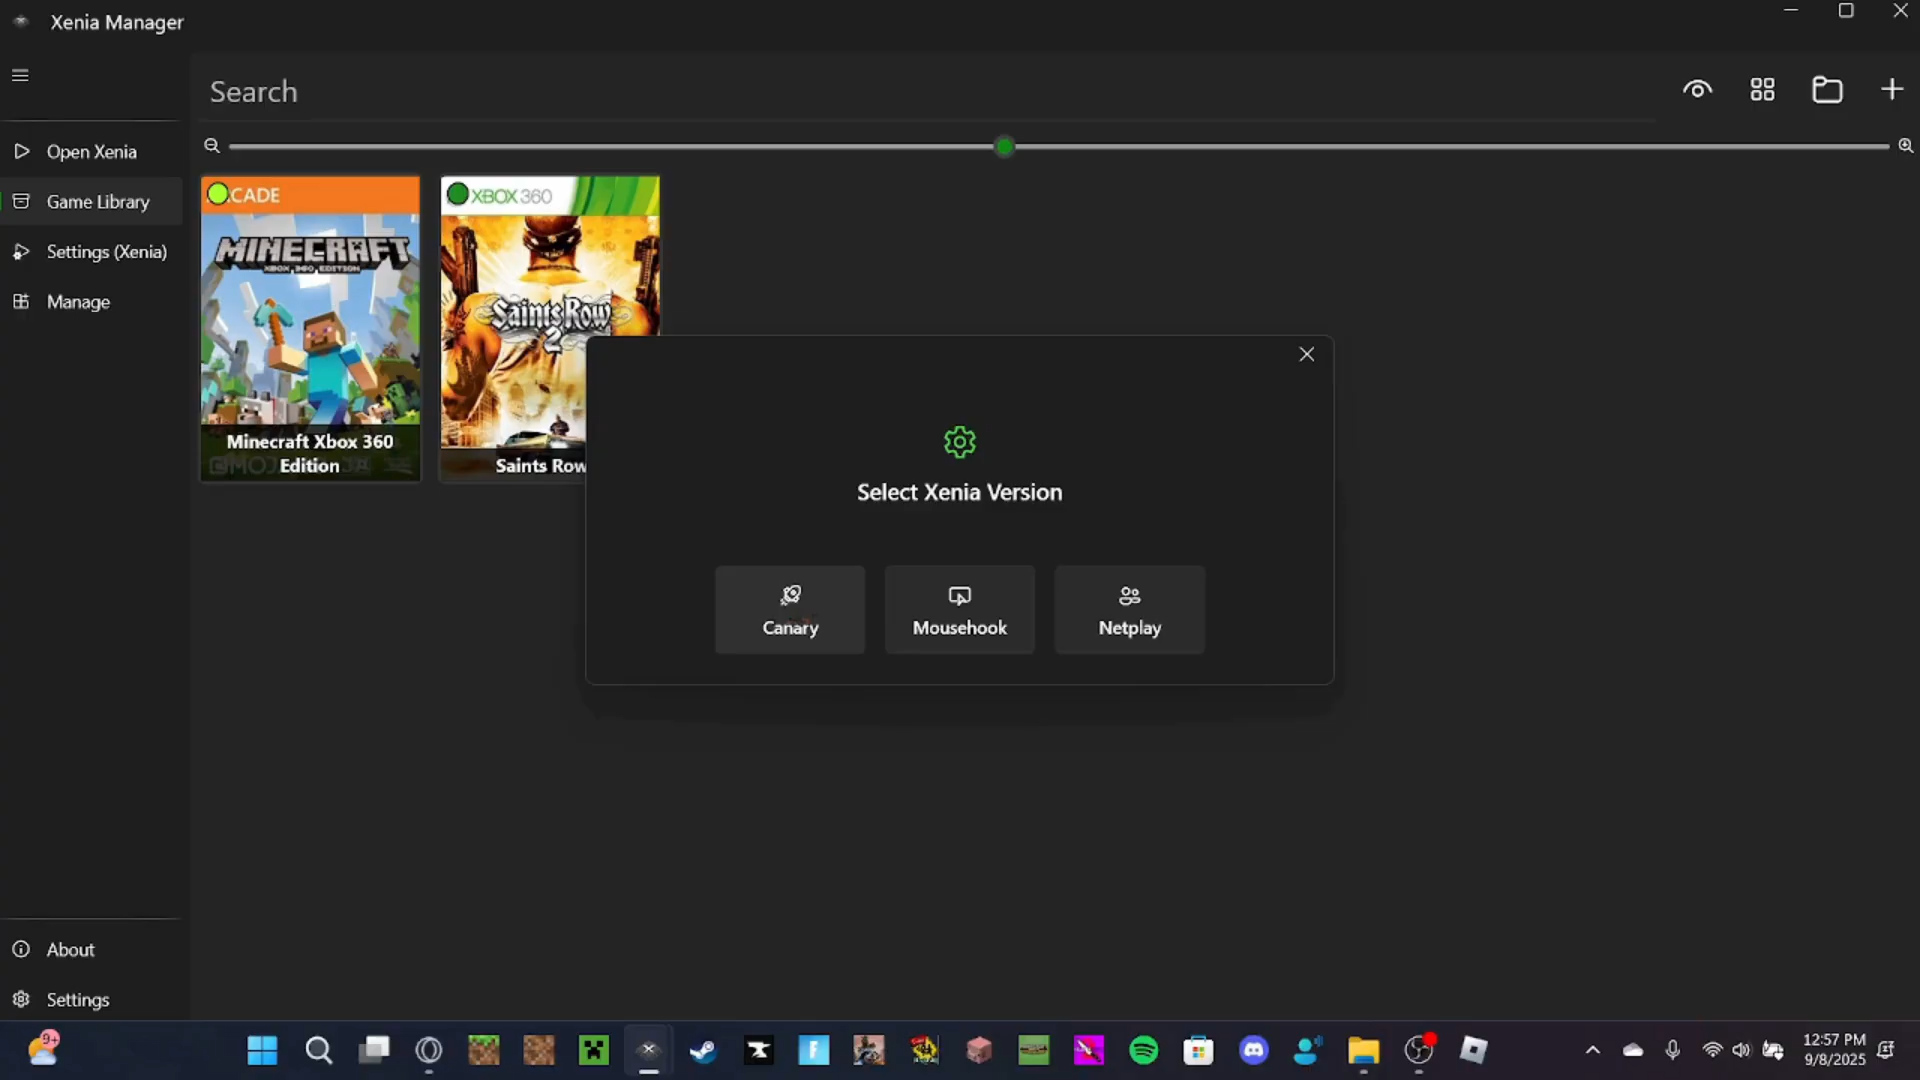 Xenia Manager
Search
Open Xenia
Game Library
Settings (Xenia)
Manage
CADE
MINECRAFT
XBOX 360 EDITION
Minecraft Xbox 360
Edition
XBOX 360
Saints Row
2
Saints Row
Select Xenia Version
Canary
Mousehook
Netplay
About
Settings
9+
12:57 PM
9/8/2025